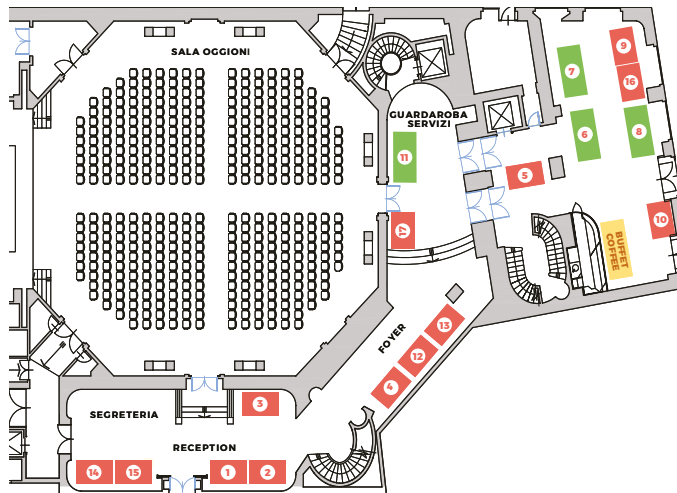 SALA OGGIONI
GUARDAROBA
SERVIZI
9
7
16
6
8
11
5
17
10
BUFFET
COFFEE
FOYER
13
12
4
3
SEGRETERIA
RECEPTION
14
15
1
2